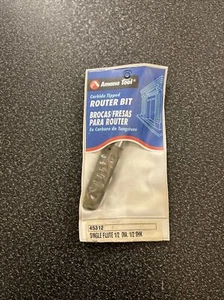 Amana Tool
Carbide Tipped
ROUTER BIT
BROCAS/FRESAS
PARA ROUTER
En Carburo de Tungsteno
45312
SINGLE FLUTE 1/2 DIA. 1/2 SHK